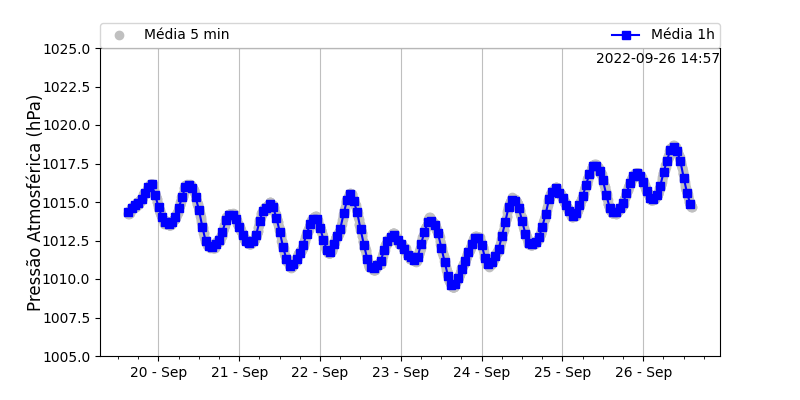 Média 5 min
Média 1h
2022-09-26 14:57
Pressão Atmosférica (hPa)
1025.0
1022.5
1020.0
1017.5
1015.0
1012.5
1010.0
1007.5
1005.0
20 - Sep
21 - Sep
22 - Sep
23 - Sep
24 - Sep
25 - Sep
26 - Sep